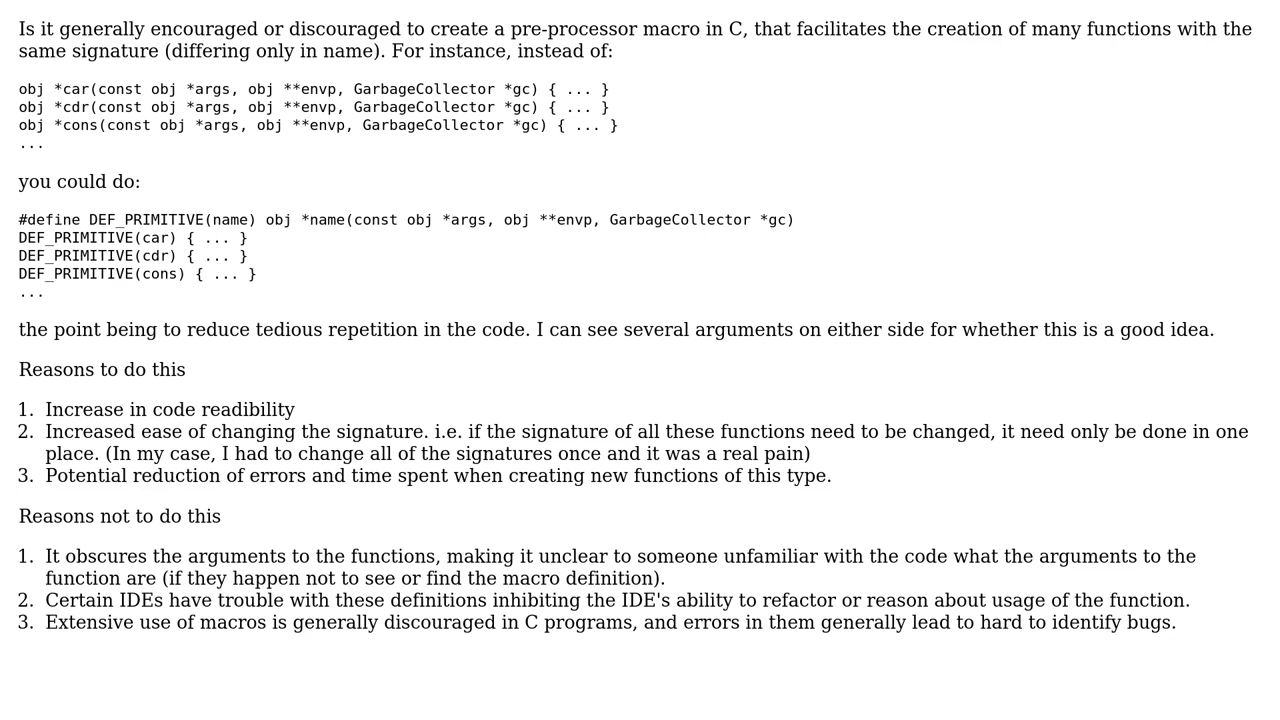 Is it generally encouraged or discouraged to create a pre-processor macro in C, that facilitates the creation of many functions with the
same signature (differing only in name). For instance, instead of:
obj *car(const obj *args, obj **envp, GarbageCollector *gc) { ... }
obj *cdr(const obj *args, obj **envp, GarbageCollector *gc) { ... }
obj *cons(const obj *args, obj **envp, GarbageCollector *gc) { ... }
...
you could do:
#define DEF_PRIMITIVE(name) obj *name(const obj *args, obj **envp, GarbageCollector *gc)
DEF_PRIMITIVE(car) { ... }
DEF_PRIMITIVE(cdr) { ... }
DEF_PRIMITIVE(cons) { ... }
...
the point being to reduce tedious repetition in the code. I can see several arguments on either side for whether this is a good idea.
Reasons to do this
1. Increase in code readibility
2. Increased ease of changing the signature. i.e. if the signature of all these functions need to be changed, it need only be done in one
place. (In my case, I had to change all of the signatures once and it was a real pain)
3. Potential reduction of errors and time spent when creating new functions of this type.
Reasons not to do this
1. It obscures the arguments to the functions, making it unclear to someone unfamiliar with the code what the arguments to the
function are (if they happen not to see or find the macro definition).
2. Certain IDEs have trouble with these definitions inhibiting the IDE's ability to refactor or reason about usage of the function.
3. Extensive use of macros is generally discouraged in C programs, and errors in them generally lead to hard to identify bugs.